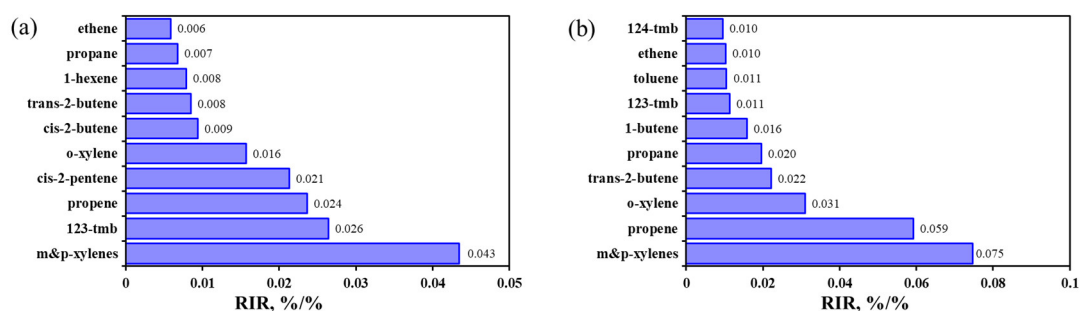 (a)
ethene 0.006
propane 0.007
1-hexene 0.008
trans-2-butene 0.008
cis-2-butene 0.009
o-xylene 0.016
cis-2-pentene 0.021
propene 0.024
123-tmb 0.026
m&p-xylenes 0.043
0 0.01 0.02 0.03 0.04 0.05
RIR, %/%
(b)
124-tmb 0.010
ethene 0.010
toluene 0.011
123-tmb 0.011
1-butene 0.016
propane 0.020
trans-2-butene 0.022
o-xylene 0.031
propene 0.059
m&p-xylenes 0.075
0 0.02 0.04 0.06 0.08 0.1
RIR, %/%